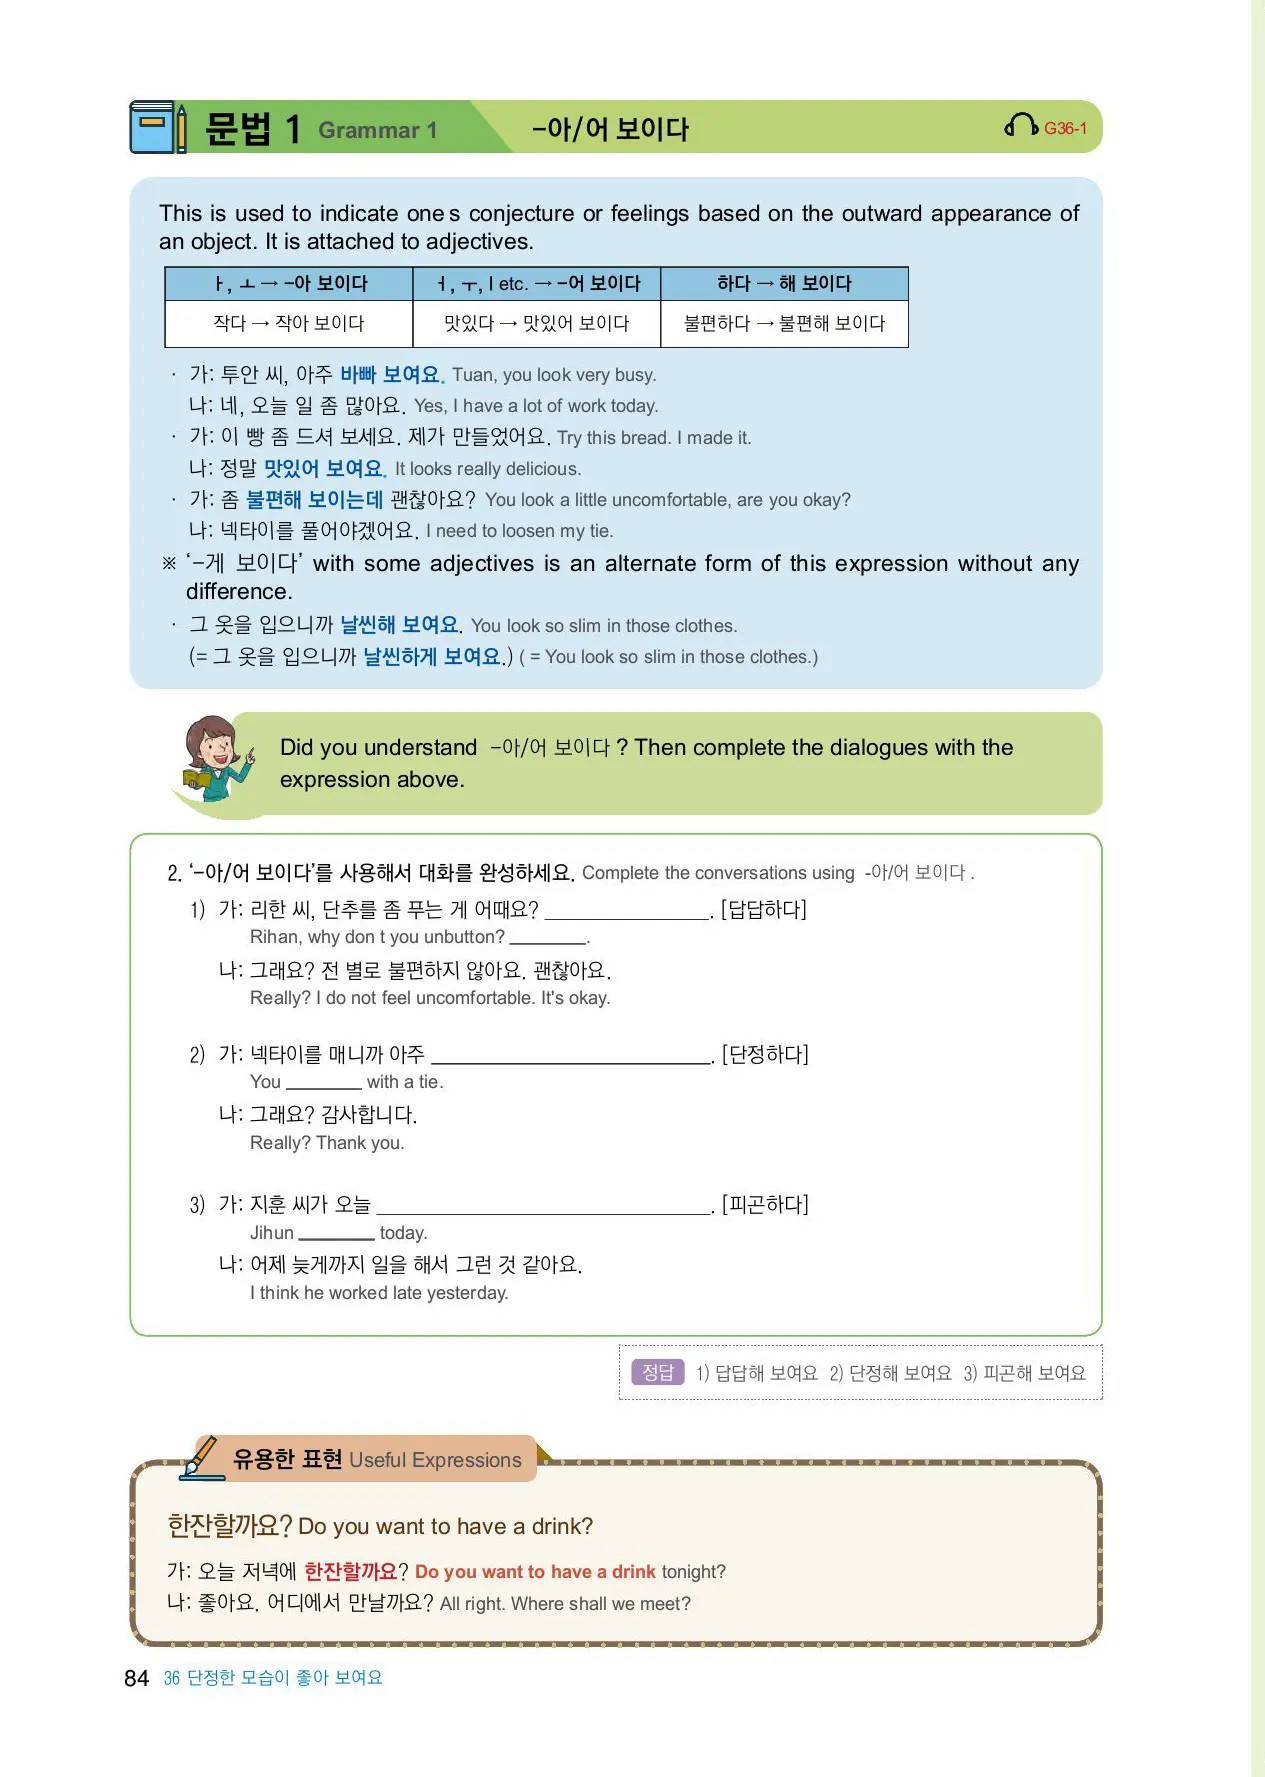 문법 1 Grammar 1 -아/어 보이다 G36-1
This is used to indicate one s conjecture or feelings based on the outward appearance of
an object. It is attached to adjectives.
ㅏ, ㅗ → -아 보이다 ㅓ, ㅜ, ㅣ etc. → -어 보이다 하다 → 해 보이다
작다 → 작아 보이다 맛있다 → 맛있어 보이다 불편하다 → 불편해 보이다
· 가: 투안 씨, 아주 바빠 보여요. Tuan, you look very busy.
나: 네, 오늘 일 좀 많아요. Yes, I have a lot of work today.
· 가: 이 빵 좀 드셔 보세요. 제가 만들었어요. Try this bread. I made it.
나: 정말 맛있어 보여요. It looks really delicious.
· 가: 좀 불편해 보이는데 괜찮아요? You look a little uncomfortable, are you okay?
나: 넥타이를 풀어야겠어요. I need to loosen my tie.
※ ‘-게 보이다’ with some adjectives is an alternate form of this expression without any
difference.
· 그 옷을 입으니까 날씬해 보여요. You look so slim in those clothes.
(= 그 옷을 입으니까 날씬하게 보여요.) ( = You look so slim in those clothes.)
Did you understand -아/어 보이다 ? Then complete the dialogues with the
expression above.
2. ‘-아/어 보이다’를 사용해서 대화를 완성하세요. Complete the conversations using -아/어 보이다 .
1) 가: 리한 씨, 단추를 좀 푸는 게 어때요? ________________. [답답하다]
Rihan, why don t you unbutton? ________.
나: 그래요? 전 별로 불편하지 않아요. 괜찮아요.
Really? I do not feel uncomfortable. It's okay.
2) 가: 넥타이를 매니까 아주 ____________________________. [단정하다]
You ________ with a tie.
나: 그래요? 감사합니다.
Really? Thank you.
3) 가: 지훈 씨가 오늘 _________________________________. [피곤하다]
Jihun ________ today.
나: 어제 늦게까지 일을 해서 그런 것 같아요.
I think he worked late yesterday.
정답 1) 답답해 보여요 2) 단정해 보여요 3) 피곤해 보여요
유용한 표현 Useful Expressions
한잔할까요? Do you want to have a drink?
가: 오늘 저녁에 한잔할까요? Do you want to have a drink tonight?
나: 좋아요. 어디에서 만날까요? All right. Where shall we meet?
84 36 단정한 모습이 좋아 보여요